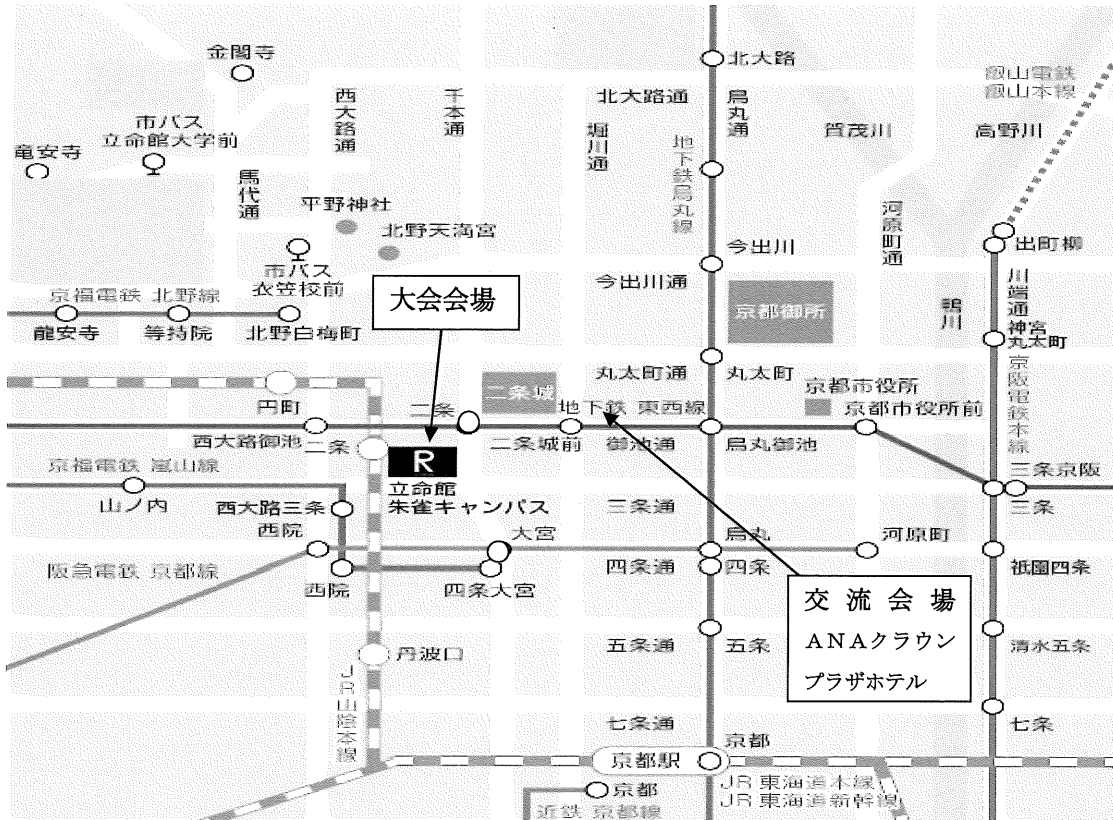 金閣寺
北大路
叡山電鉄
叡山本線
西大路通
千本通
北大路通
烏丸通
市バス
立命館大学前
堀川通
賀茂川
高野川
竜安寺
地下鉄烏丸線
馬代通
平野神社
北野天満宮
河原町通
今出川
出町柳
市バス
衣笠校前
今出川通
川端通
京福電鉄 北野線
大会会場
京都御所
鴨川
龍安寺
等持院
北野白梅町
神宮
丸太町
丸太町通
丸太町
京都市役所
京阪電鉄本線
二条城
円町
二条
地下鉄 東西線
京都市役所前
西大路御池
二条
二条城前
御池通
烏丸御池
京福電鉄 嵐山線
R
立命館
朱雀キャンパス
三条京阪
山ノ内
西大路三条
三条通
三条
西院
大宮
烏丸
河原町
阪急電鉄 京都線
西院
四条大宮
四条通
四条
祇園四条
交流会場
ANAクラウン
プラザホテル
丹波口
五条通
五条
清水五条
JR山陰本線
七条通
七条
京都駅
京都
京都
近鉄 京都線
JR東海道本線
JR東海道新幹線